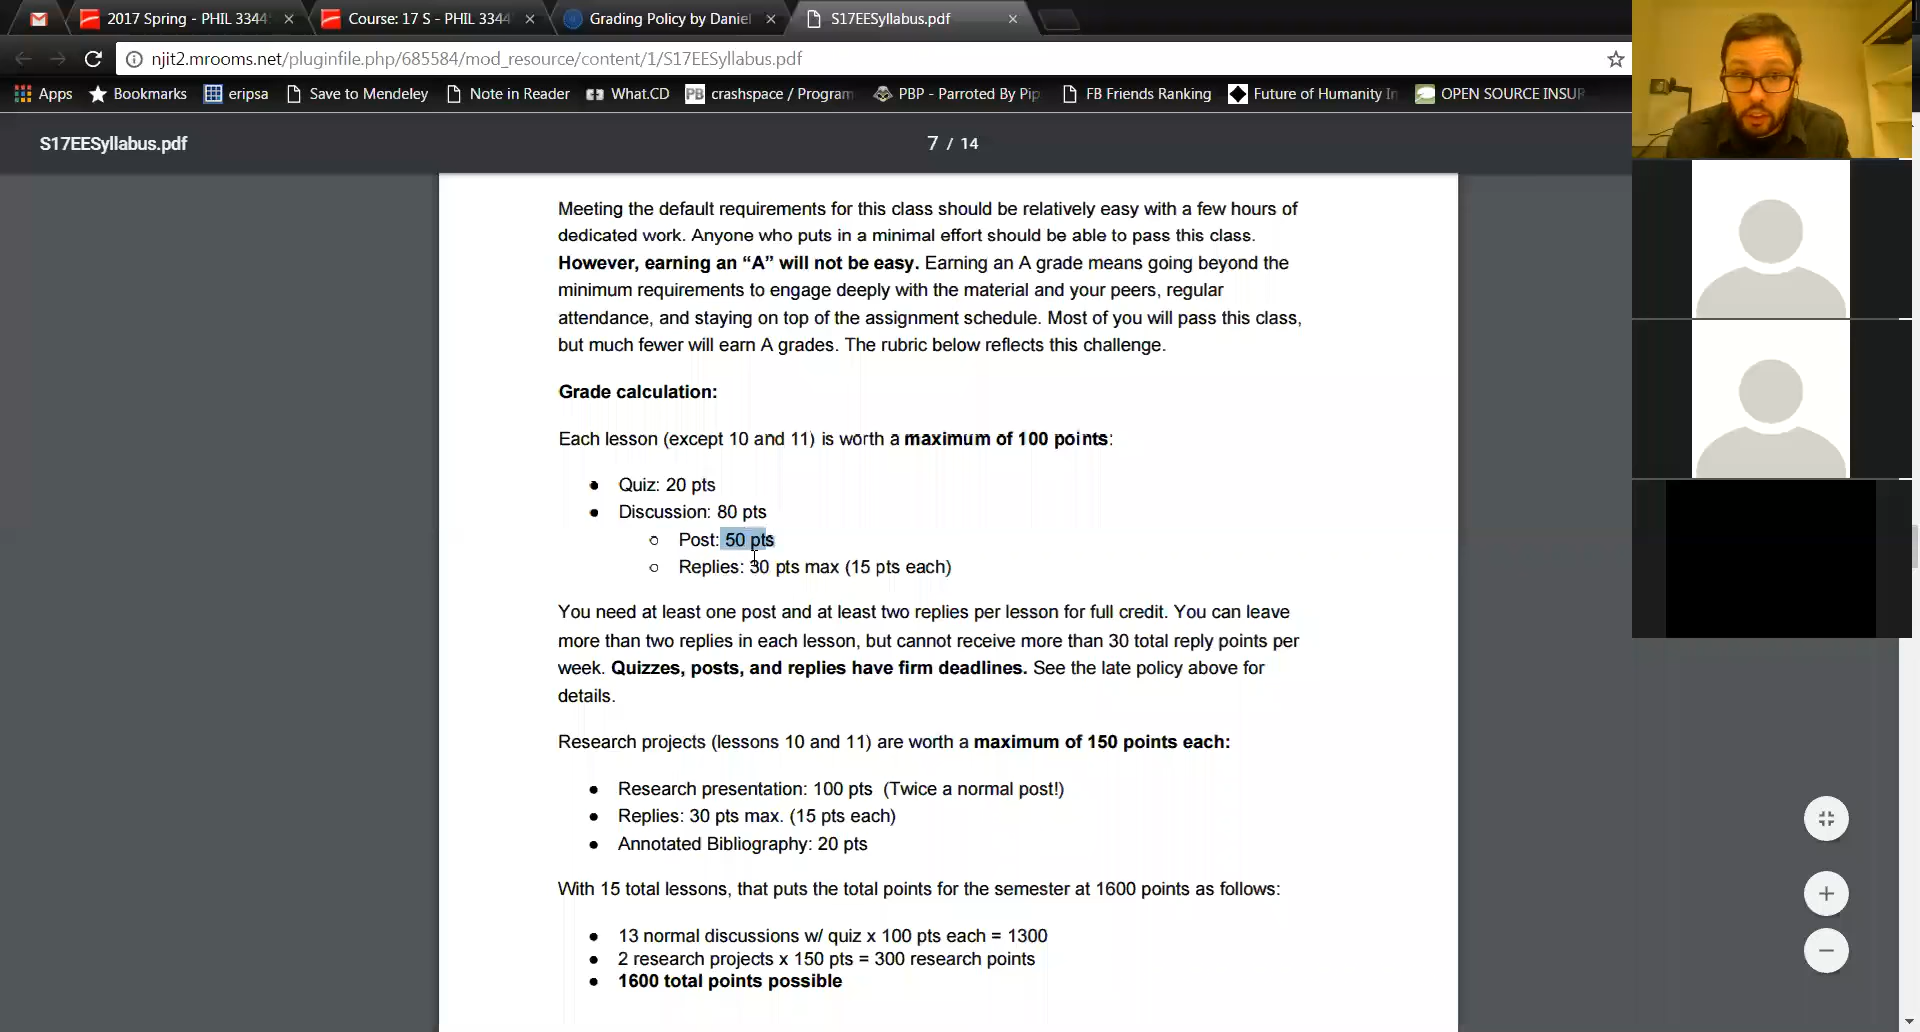 2017 Spring - PHIL 3344
Course: 17 S - PHIL 3344
Grading Policy by Daniel
S17EESyllabus.pdf
njit2.mrooms.net/pluginfile.php/685584/mod_resource/content/1/S17EESyllabus.pdf
Apps Bookmarks eripsa Save to Mendeley Note in Reader What.CD PB crashspace / Program PBP - Parroted By Pip FB Friends Ranking Future of Humanity In OPEN SOURCE INSUR
S17EESyllabus.pdf 7 / 14
Meeting the default requirements for this class should be relatively easy with a few hours of
dedicated work. Anyone who puts in a minimal effort should be able to pass this class.
However, earning an “A” will not be easy. Earning an A grade means going beyond the
minimum requirements to engage deeply with the material and your peers, regular
attendance, and staying on top of the assignment schedule. Most of you will pass this class,
but much fewer will earn A grades. The rubric below reflects this challenge.
Grade calculation:
Each lesson (except 10 and 11) is worth a maximum of 100 points:
• Quiz: 20 pts
• Discussion: 80 pts
○ Post: 50 pts
○ Replies: 30 pts max (15 pts each)
You need at least one post and at least two replies per lesson for full credit. You can leave
more than two replies in each lesson, but cannot receive more than 30 total reply points per
week. Quizzes, posts, and replies have firm deadlines. See the late policy above for
details.
Research projects (lessons 10 and 11) are worth a maximum of 150 points each:
• Research presentation: 100 pts (Twice a normal post!)
• Replies: 30 pts max. (15 pts each)
• Annotated Bibliography: 20 pts
With 15 total lessons, that puts the total points for the semester at 1600 points as follows:
• 13 normal discussions w/ quiz x 100 pts each = 1300
• 2 research projects x 150 pts = 300 research points
• 1600 total points possible